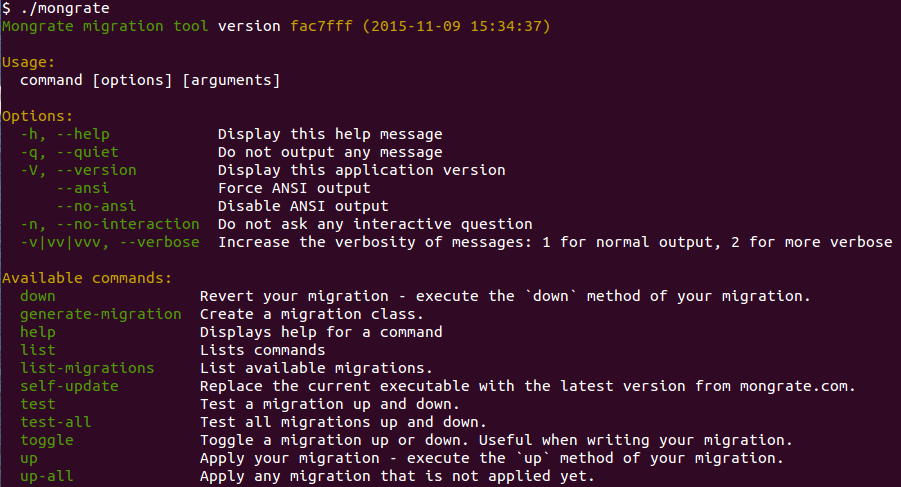 $ ./mongrate
Mongrate migration tool version fac7fff (2015-11-09 15:34:37)

Usage:
  command [options] [arguments]

Options:
  -h, --help            Display this help message
  -q, --quiet           Do not output any message
  -V, --version         Display this application version
      --ansi            Force ANSI output
      --no-ansi         Disable ANSI output
  -n, --no-interaction  Do not ask any interactive question
  -v|vv|vvv, --verbose  Increase the verbosity of messages: 1 for normal output, 2 for more verbose

Available commands:
  down                Revert your migration - execute the `down` method of your migration.
  generate-migration  Create a migration class.
  help                Displays help for a command
  list                Lists commands
  list-migrations     List available migrations.
  self-update         Replace the current executable with the latest version from mongrate.com.
  test                Test a migration up and down.
  test-all            Test all migrations up and down.
  toggle              Toggle a migration up or down. Useful when writing your migration.
  up                  Apply your migration - execute the `up` method of your migration.
  up-all              Apply any migration that is not applied yet.